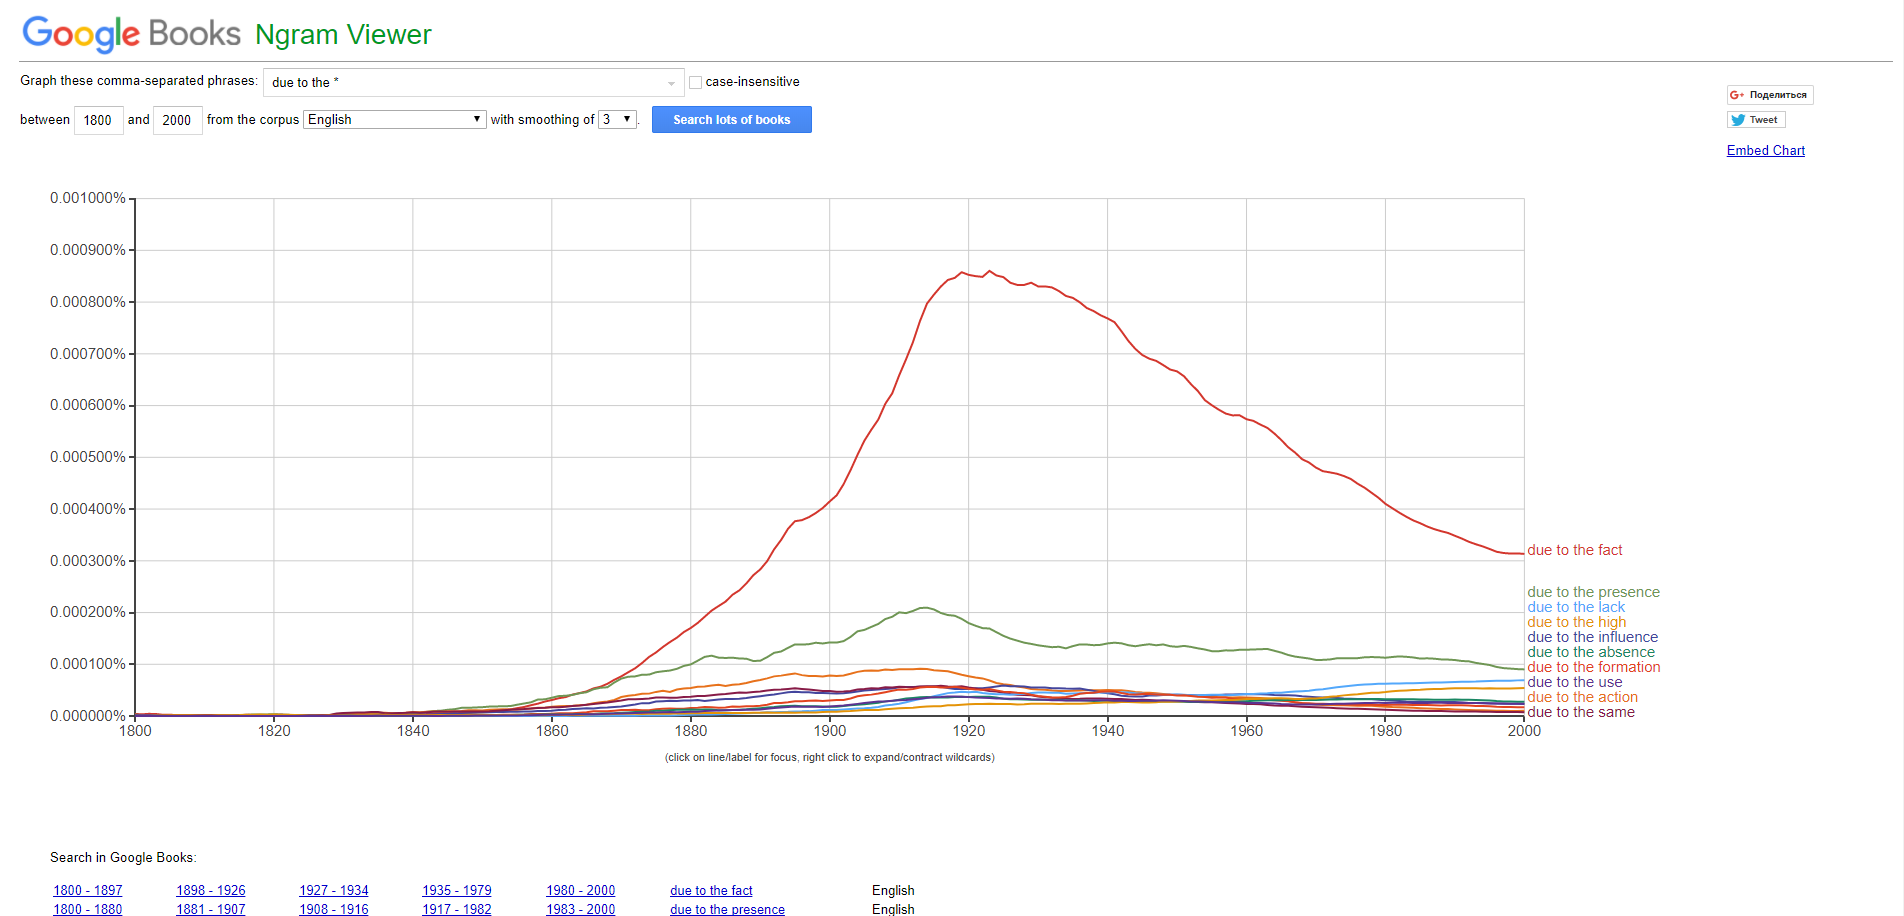 Google Books Ngram Viewer
Graph these comma-separated phrases: due to the * case-insensitive
between 1800 and 2000 from the corpus English with smoothing of 3 . Search lots of books
Поделиться
Tweet
Embed Chart
0.001000%
0.000900%
0.000800%
0.000700%
0.000600%
0.000500%
0.000400%
0.000300%
0.000200%
0.000100%
0.000000%
due to the fact
due to the presence
due to the lack
due to the high
due to the influence
due to the absence
due to the formation
due to the use
due to the action
due to the same
1800 1820 1840 1860 1880 1900 1920 1940 1960 1980 2000
(click on line/label for focus, right click to expand/contract wildcards)
Search in Google Books:
1800 - 1897 1898 - 1926 1927 - 1934 1935 - 1979 1980 - 2000 due to the fact English
1800 - 1880 1881 - 1907 1908 - 1916 1917 - 1982 1983 - 2000 due to the presence English